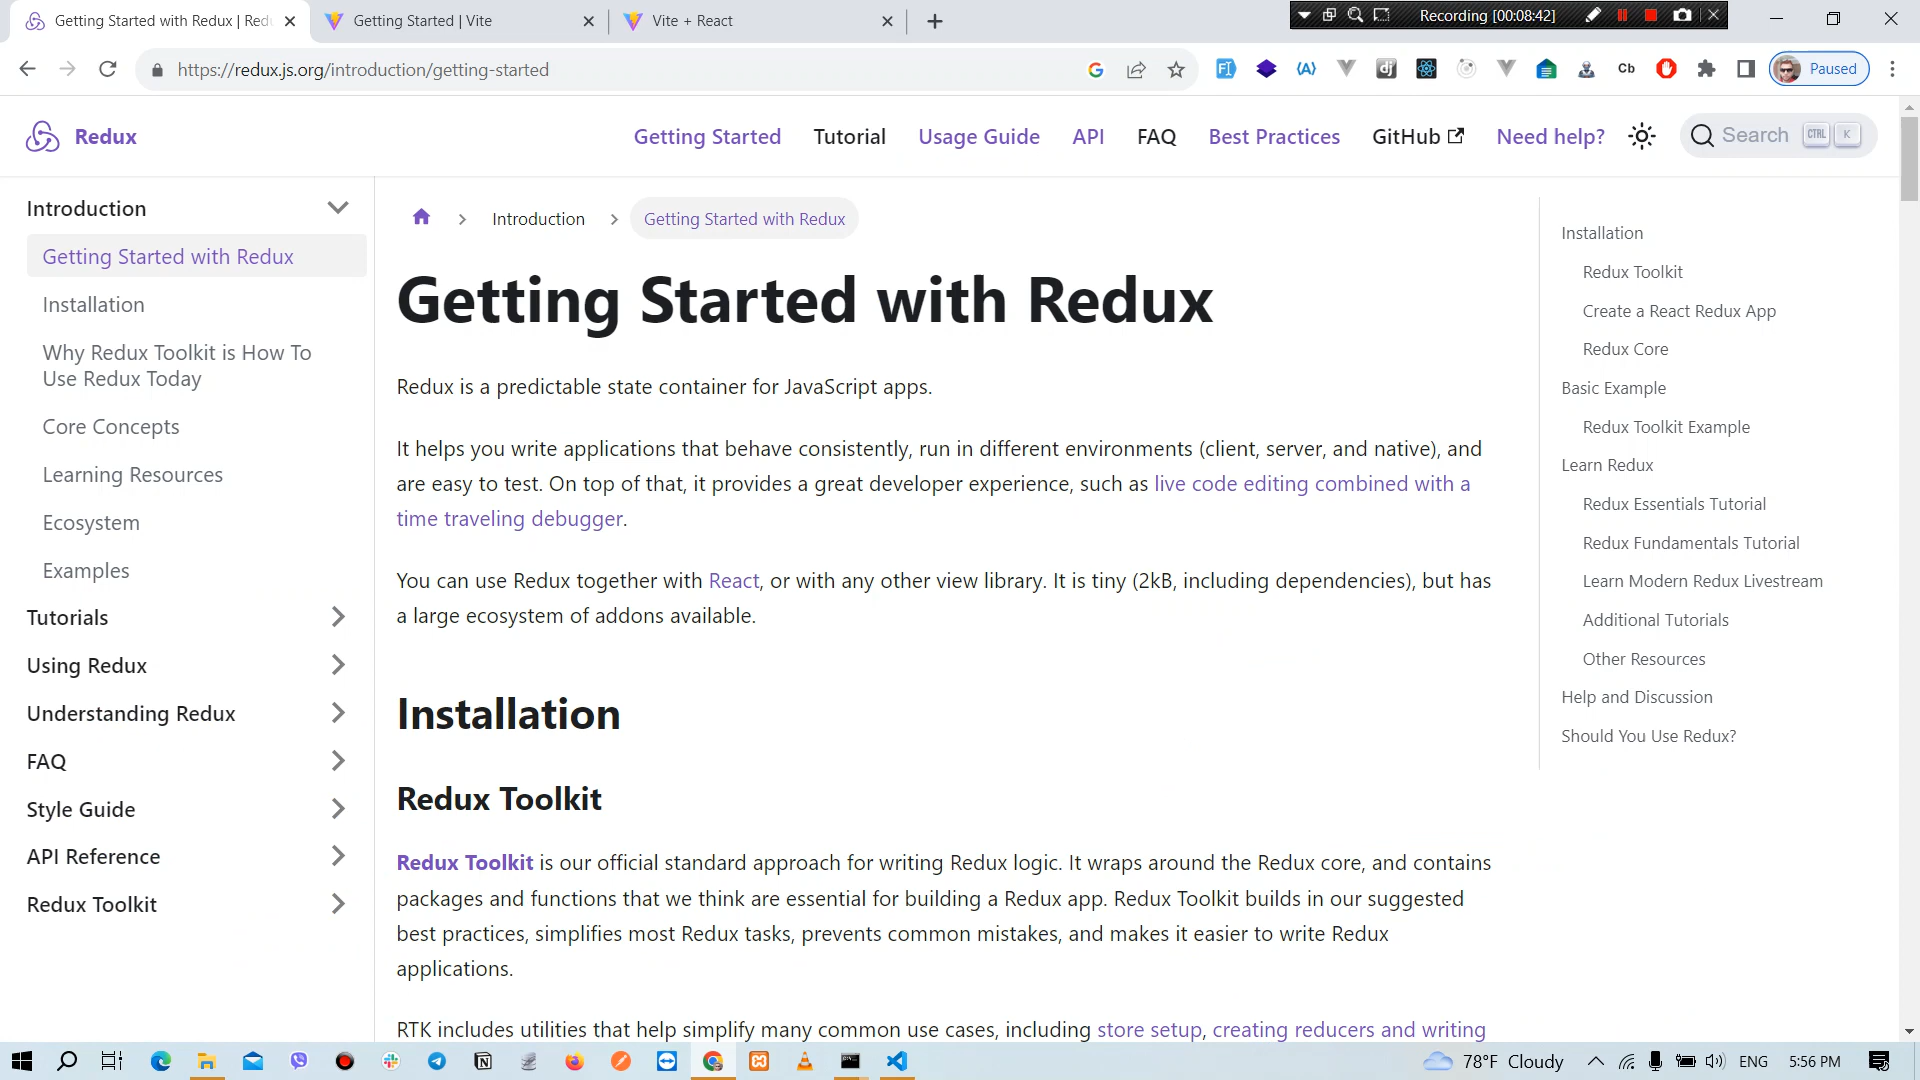 Getting Started with Redux | Redu
Getting Started | Vite
Vite + React
Recording [00:08:42]
https://redux.js.org/introduction/getting-started
Cb
Paused
Redux
Getting Started
Tutorial
Usage Guide
API
FAQ
Best Practices
GitHub
Need help?
Search CTRL K
Introduction
Getting Started with Redux
Installation
Why Redux Toolkit is How To
Use Redux Today
Core Concepts
Learning Resources
Ecosystem
Examples
Tutorials
Using Redux
Understanding Redux
FAQ
Style Guide
API Reference
Redux Toolkit
Introduction
Getting Started with Redux
Getting Started with Redux
Redux is a predictable state container for JavaScript apps.
It helps you write applications that behave consistently, run in different environments (client, server, and native), and
are easy to test. On top of that, it provides a great developer experience, such as live code editing combined with a
time traveling debugger.
You can use Redux together with React, or with any other view library. It is tiny (2kB, including dependencies), but has
a large ecosystem of addons available.
Installation
Redux Toolkit
Redux Toolkit is our official standard approach for writing Redux logic. It wraps around the Redux core, and contains
packages and functions that we think are essential for building a Redux app. Redux Toolkit builds in our suggested
best practices, simplifies most Redux tasks, prevents common mistakes, and makes it easier to write Redux
applications.
RTK includes utilities that help simplify many common use cases, including store setup, creating reducers and writing
Installation
Redux Toolkit
Create a React Redux App
Redux Core
Basic Example
Redux Toolkit Example
Learn Redux
Redux Essentials Tutorial
Redux Fundamentals Tutorial
Learn Modern Redux Livestream
Additional Tutorials
Other Resources
Help and Discussion
Should You Use Redux?
78°F Cloudy
ENG
5:56 PM